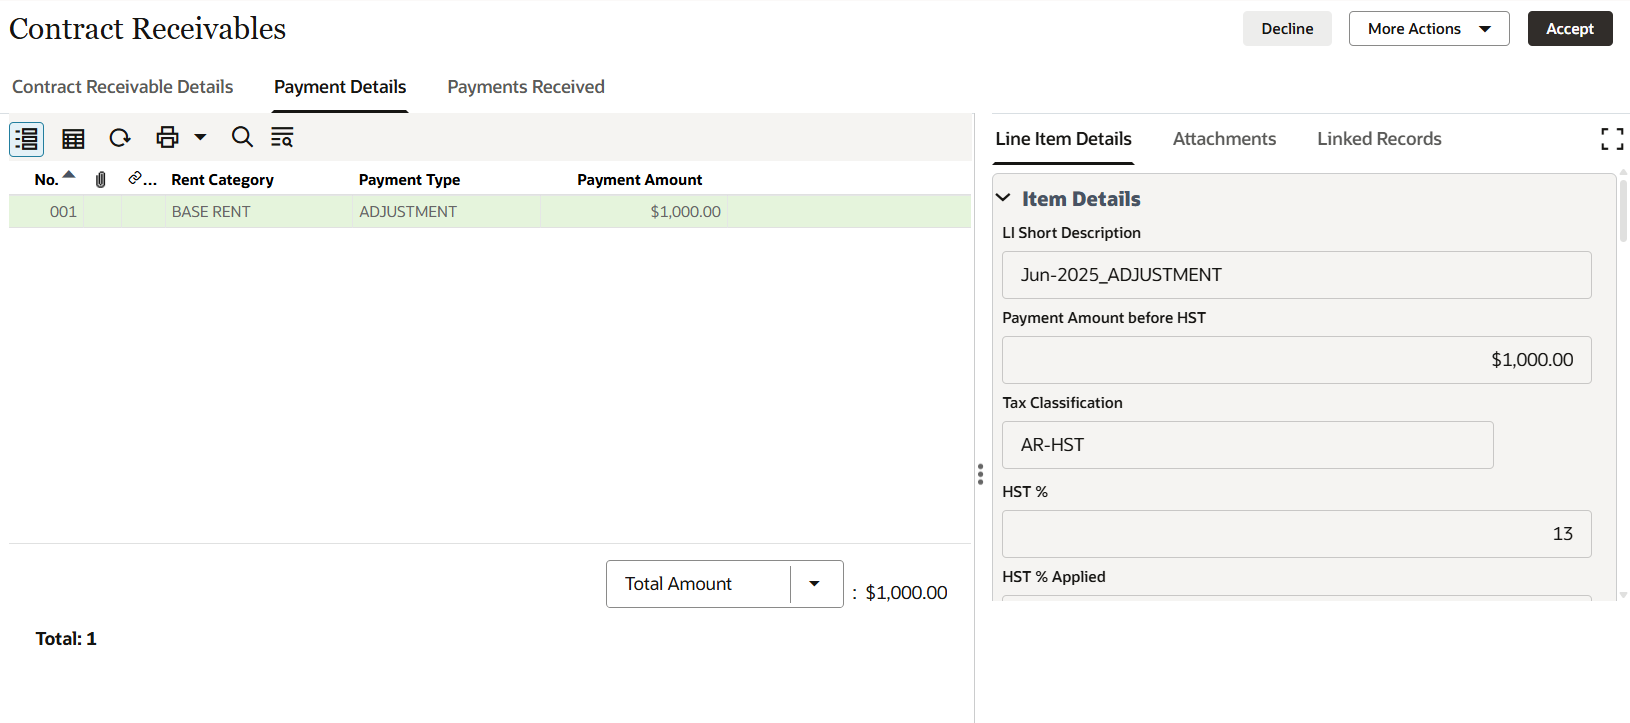 Contract Receivables
Decline
More Actions
Accept
Contract Receivable Details
Payment Details
Payments Received
No.
...
Rent Category
Payment Type
Payment Amount
001
BASE RENT
ADJUSTMENT
$1,000.00
Total Amount
: $1,000.00
Total: 1
Line Item Details
Attachments
Linked Records
Item Details
LI Short Description
Jun-2025_ADJUSTMENT
Payment Amount before HST
$1,000.00
Tax Classification
AR-HST
HST %
13
HST % Applied